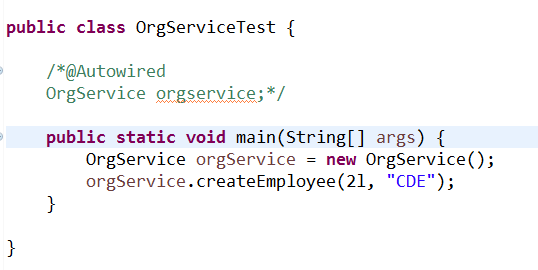 public class OrgServiceTest {
/*@Autowired
OrgService orgservice;*/
public static void main(String[] args) {
OrgService orgService = new OrgService();
orgService.createEmployee(2l, "CDE");
}
}